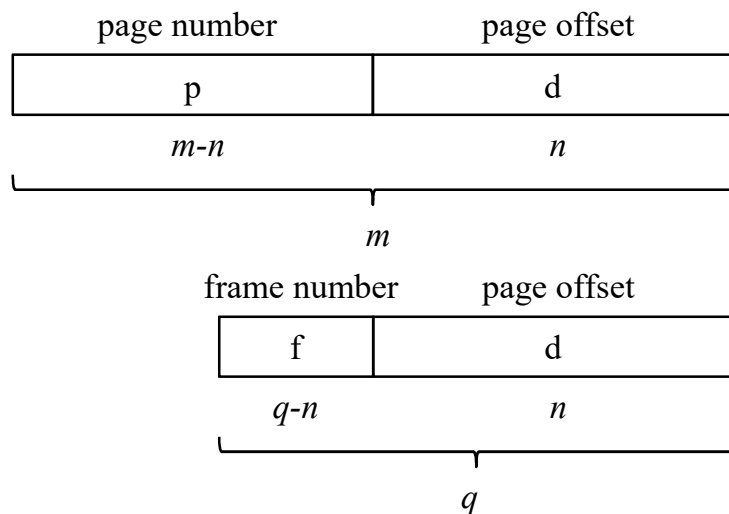 page number page offset
p d
m-n n
m
frame number page offset
f d
q-n n
q